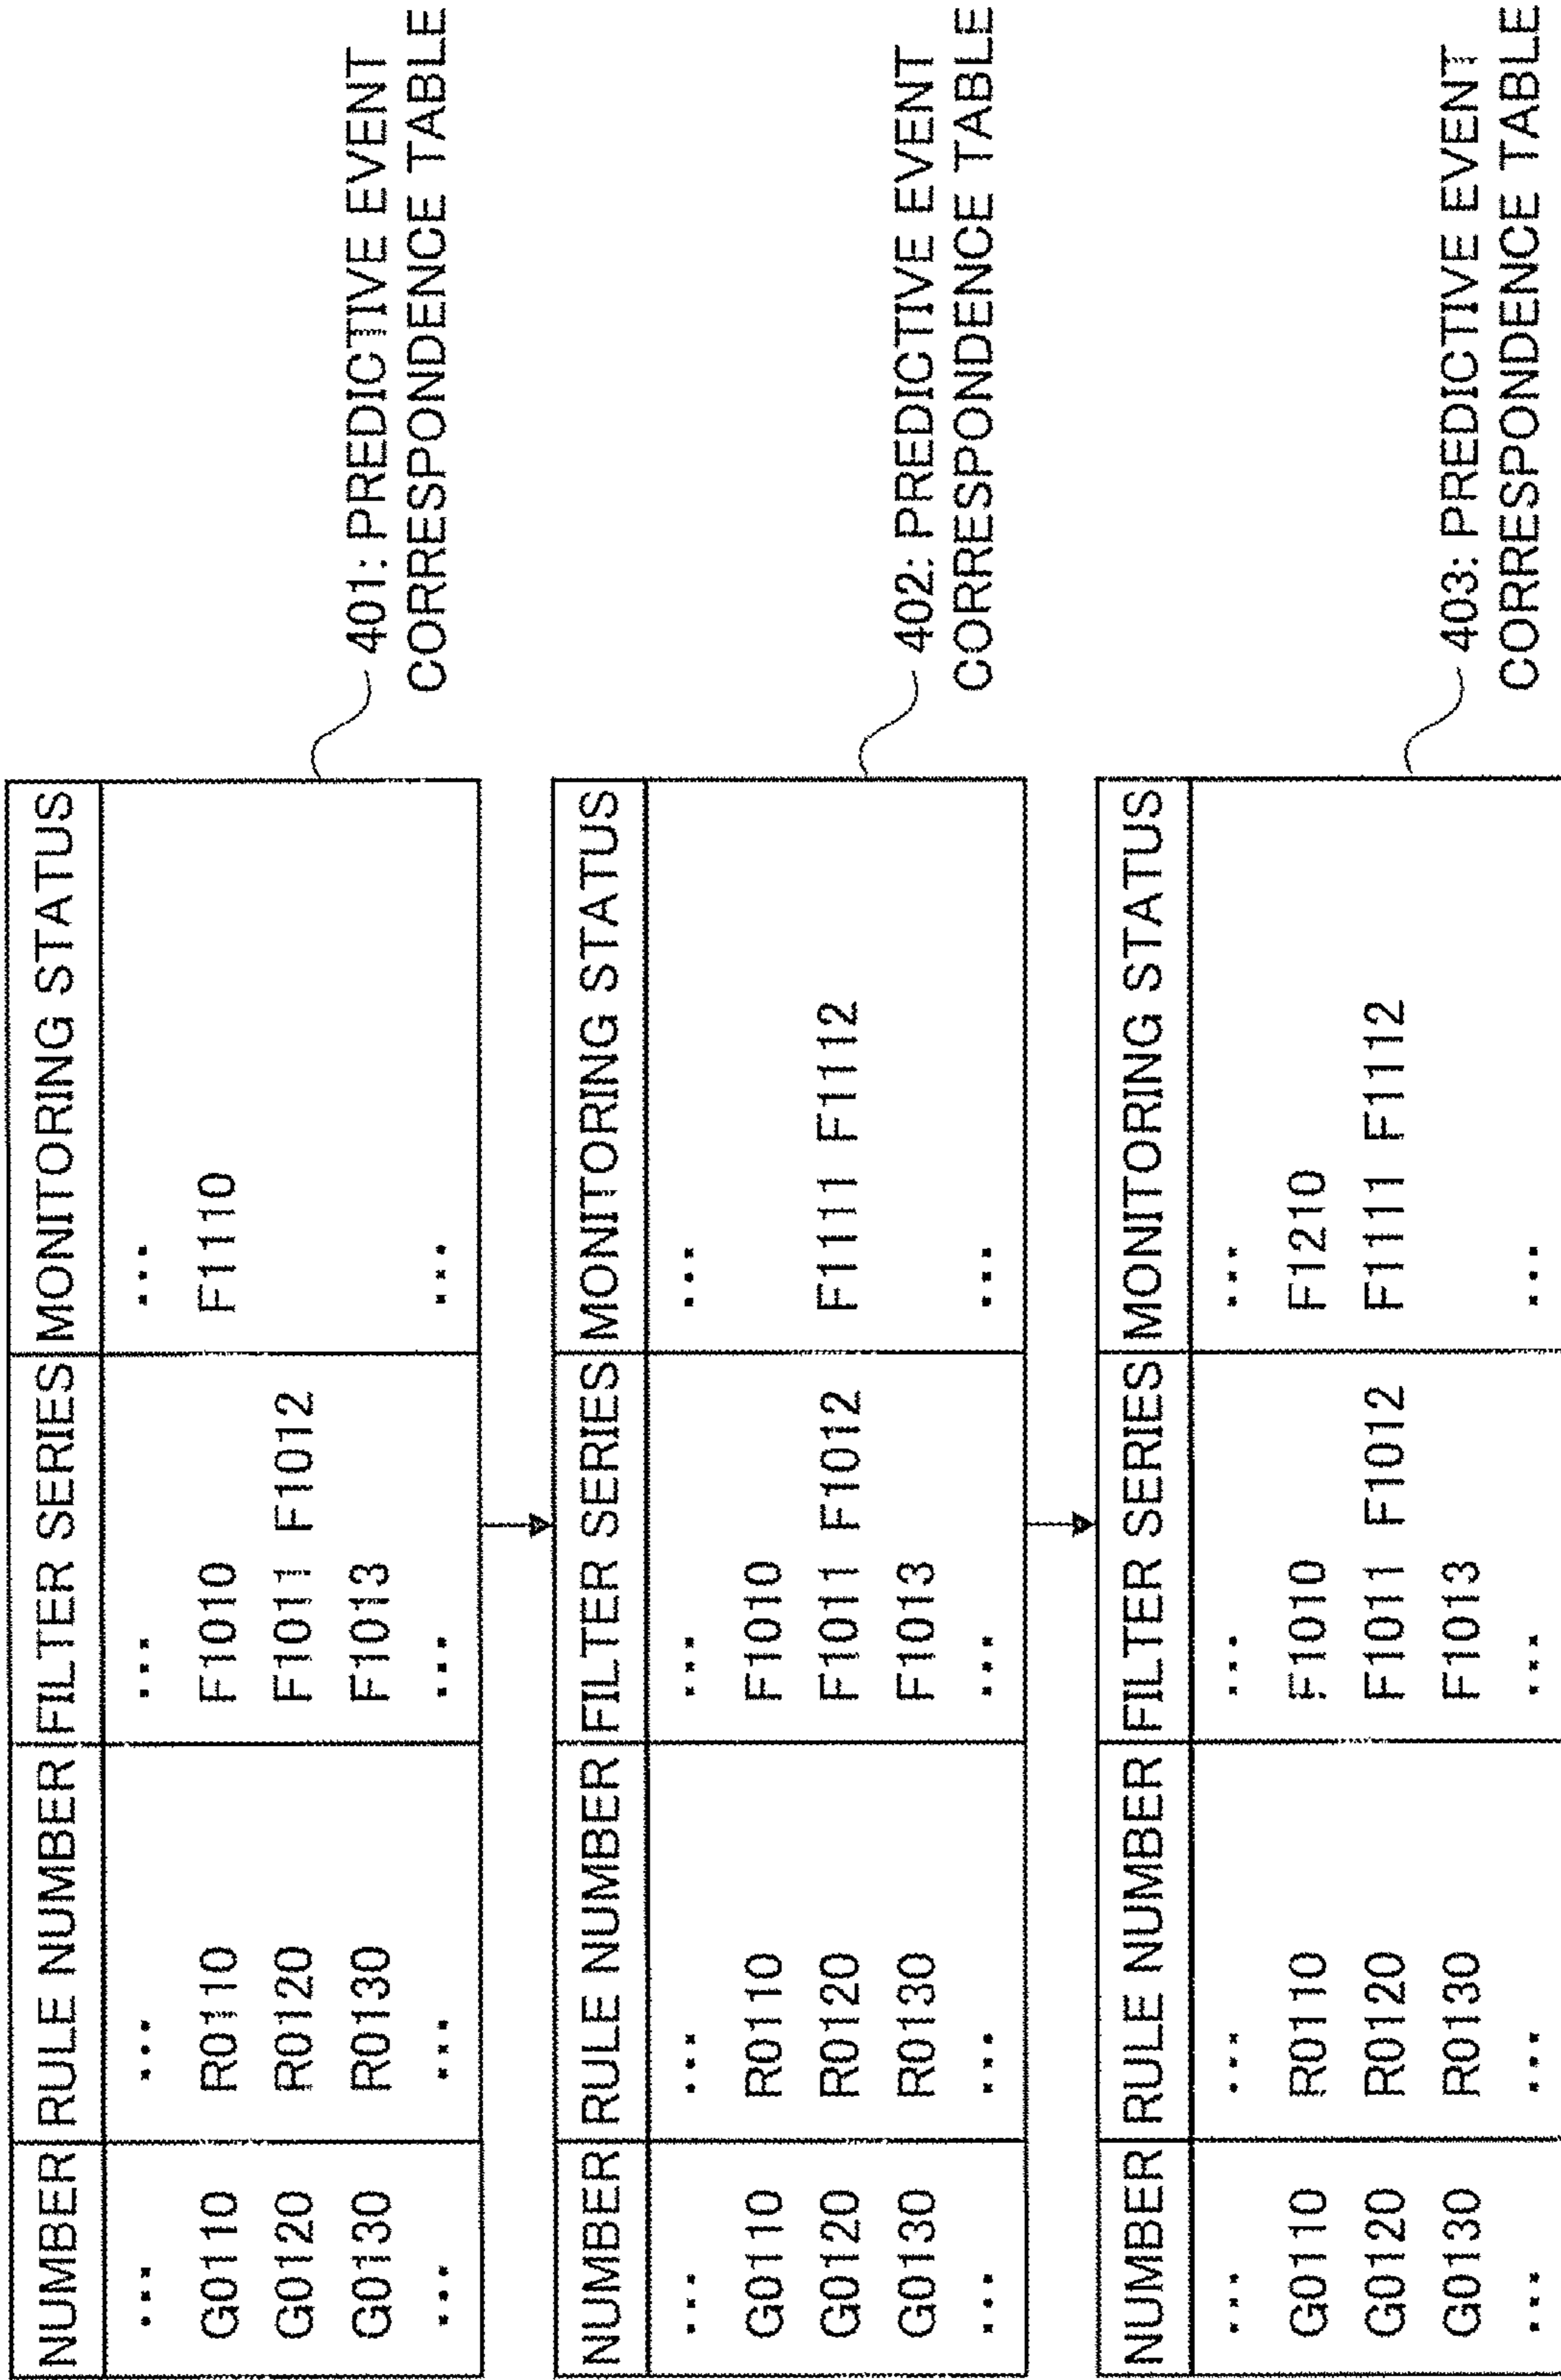 NUMBER RULE NUMBER FILTER SERIES MONITORING STATUS
... ... ... ...
G0110 R0110 F1010 F1110
G0120 R0120 F1011 F1012
G0130 R0130 F1013
... ... ... ...
401: PREDICTIVE EVENT
CORRESPONDENCE TABLE
NUMBER RULE NUMBER FILTER SERIES MONITORING STATUS
... ... ... ...
G0110 R0110 F1010
G0120 R0120 F1011 F1012 F1111 F1112
G0130 R0130 F1013
... ... ... ...
402: PREDICTIVE EVENT
CORRESPONDENCE TABLE
NUMBER RULE NUMBER FILTER SERIES MONITORING STATUS
... ... ... ...
G0110 R0110 F1010 F1210
G0120 R0120 F1011 F1012 F1111 F1112
G0130 R0130 F1013
... ... ... ...
403: PREDICTIVE EVENT
CORRESPONDENCE TABLE